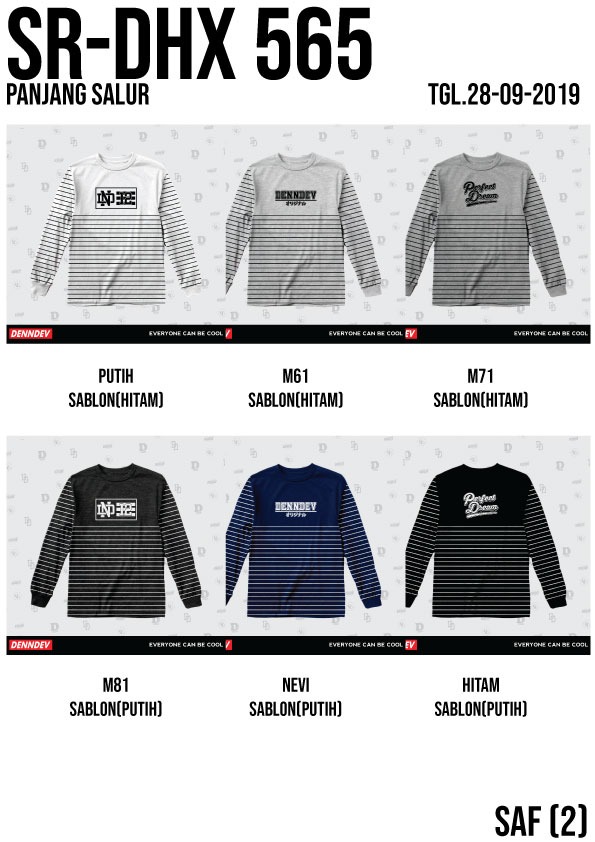 SR-DHX 565
PANJANG SALUR
TGL.28-09-2019
DENNDEV
オリジナル
Perfect
Dream
DENNDEV
EVERYONE CAN BE COOL
EVERYONE CAN BE COOL
EV
EVERYONE CAN BE COOL
PUTIH
SABLON(HITAM)
M61
SABLON(HITAM)
M71
SABLON(HITAM)
DENNDEV
オリジナル
Perfect
Dream
DENNDEV
EVERYONE CAN BE COOL
EVERYONE CAN BE COOL
EV
EVERYONE CAN BE COOL
M81
SABLON(PUTIH)
NEVI
SABLON(PUTIH)
HITAM
SABLON(PUTIH)
SAF (2)